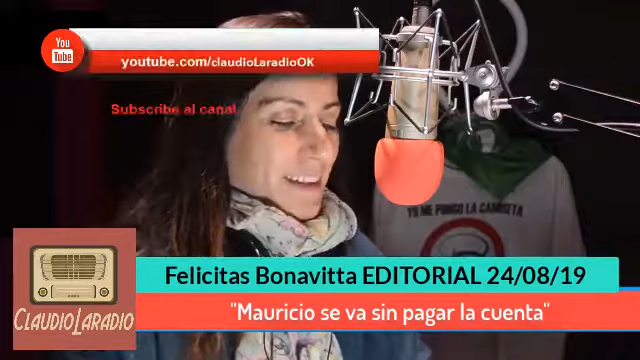 You
Tube
youtube.com/claudioLaradioOK
Subscribe al canal
YO ME PONGO LA CAMISETA
Felicitas Bonavitta EDITORIAL 24/08/19
"Mauricio se va sin pagar la cuenta"
CLAUDIOLARADIO